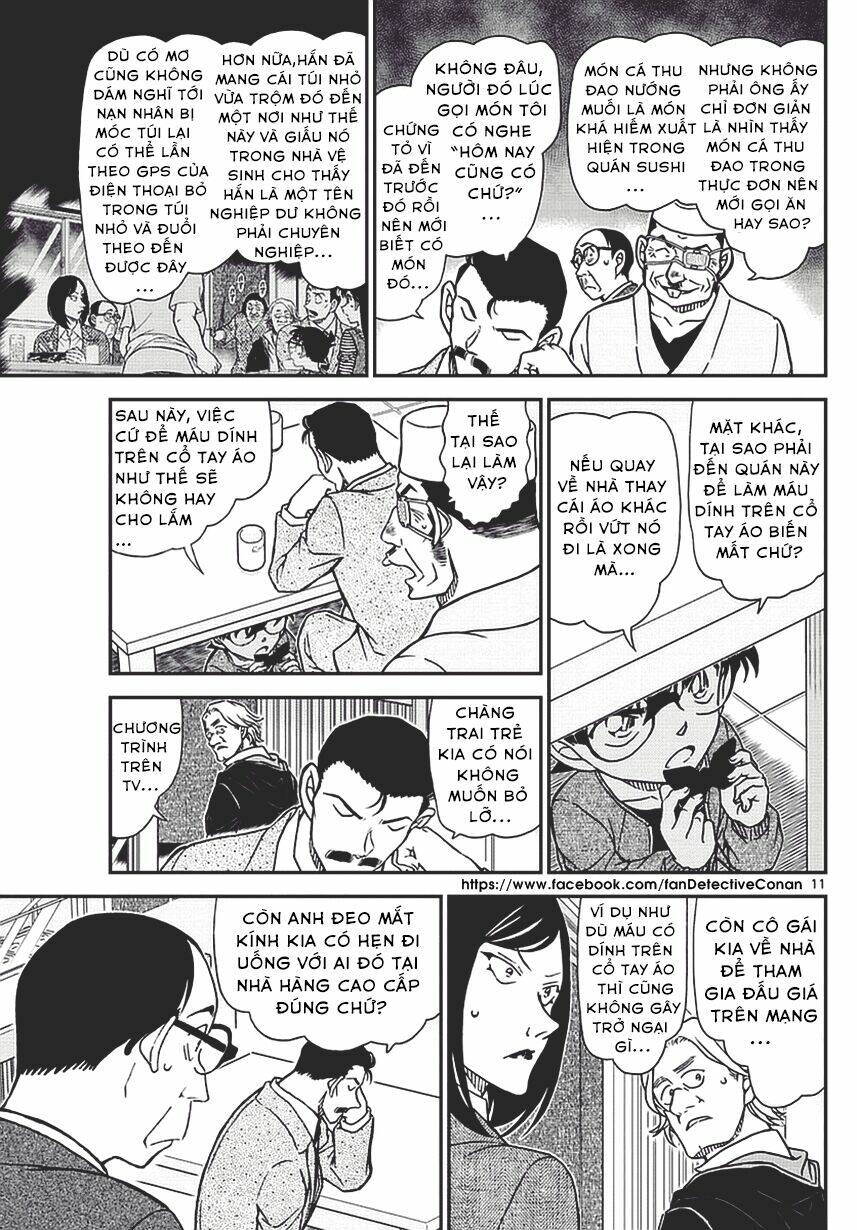 NHƯNG KHÔNG
PHẢI ÔNG ẤY
CHỈ ĐƠN GIẢN
LÀ NHÌN THẤY
MÓN CÁ THU
ĐAO TRONG
THỰC ĐƠN NÊN
MỚI GỌI ĂN
HAY SAO?
MÓN CÁ THU
ĐAO NƯỚNG
MUỐI LÀ MÓN
KHÁ HIẾM XUẤT
HIỆN TRONG
QUÁN SUSHI
...
KHÔNG ĐÂU,
NGƯỜI ĐÓ LÚC
GỌI MÓN TÔI
CÓ NGHE
"HÔM NAY
CŨNG CÓ
CHỨ?"
...
CHỨNG
TỎ VÌ
ĐÃ ĐẾN
TRƯỚC
ĐÓ RỒI
NÊN MỚI
BIẾT CÓ
MÓN
ĐÓ...
HƠN NỮA,HẮN ĐÃ
MANG CÁI TÚI NHỎ
VỪA TRỘM ĐÓ ĐẾN
MỘT NƠI NHƯ THẾ
NÀY VÀ GIẤU NÓ
TRONG NHÀ VỆ
SINH CHO THẤY
HẮN LÀ MỘT TÊN
NGHIỆP DƯ KHÔNG
PHẢI CHUYÊN
NGHIỆP...
DÙ CÓ MƠ
CŨNG KHÔNG
DÁM NGHĨ TỚI
NẠN NHÂN BỊ
MÓC TÚI LẠI
CÓ THỂ LẦN
THEO GPS CỦA
ĐIỆN THOẠI BỎ
TRONG TÚI
NHỎ VÀ ĐUỔI
THEO ĐẾN
ĐƯỢC ĐÂY
...
MẶT KHÁC,
TẠI SAO PHẢI
ĐẾN QUÁN NÀY
ĐỂ LÀM MÁU
DÍNH TRÊN CỔ
TAY ÁO BIẾN
MẤT CHỨ?
NẾU QUAY
VỀ NHÀ THAY
CÁI ÁO KHÁC
RỒI VỨT NÓ
ĐI LÀ XONG
MÀ...
THẾ
TẠI SAO
LẠI LÀM
VẬY?
SAU NÀY, VIỆC
CỨ ĐỂ MÁU DÍNH
TRÊN CỔ TAY ÁO
NHƯ THẾ SẼ
KHÔNG HAY
CHO LẮM
...
CHÀNG
TRAI TRẺ
KIA CÓ NÓI
KHÔNG
MUỐN BỎ
LỠ...
CHƯƠNG
TRÌNH
TRÊN
TV...
https://www.facebook.com/fanDetectiveConan 11
CÒN CÔ GÁI
KIA VỀ NHÀ
ĐỂ THAM
GIA ĐẤU GIÁ
TRÊN MẠNG
...
VÍ DỤ NHƯ
DÙ MÁU CÓ
DÍNH TRÊN
CỔ TAY ÁO
THÌ CŨNG
KHÔNG GÂY
TRỞ NGẠI
GÌ...
CÒN ANH ĐEO MẮT
KÍNH KIA CÓ HẸN ĐI
UỐNG VỚI AI ĐÓ TẠI
NHÀ HÀNG CAO CẤP
ĐÚNG CHỨ?